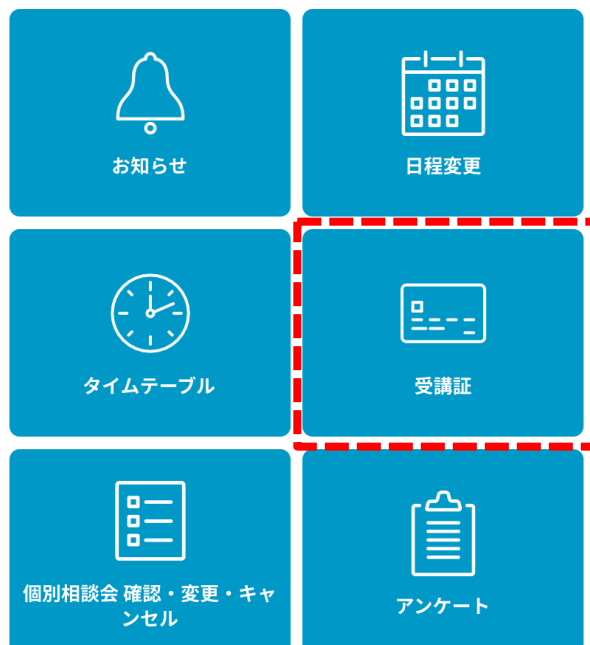 お知らせ
日程変更
タイムテーブル
受講証
個別相談会 確認・変更・キャ
ンセル
アンケート